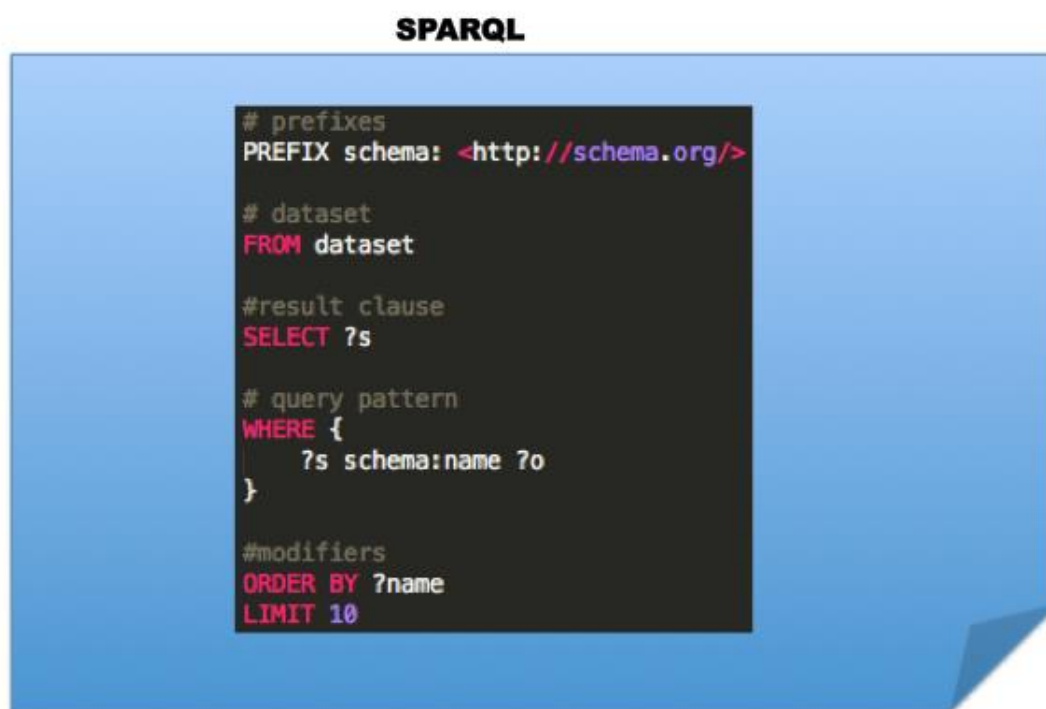 SPARQL
# prefixes
PREFIX schema: <http://schema.org/>
# dataset
FROM dataset
#result clause
SELECT ?s
# query pattern
WHERE {
?s schema:name ?o
}
#modifiers
ORDER BY ?name
LIMIT 10